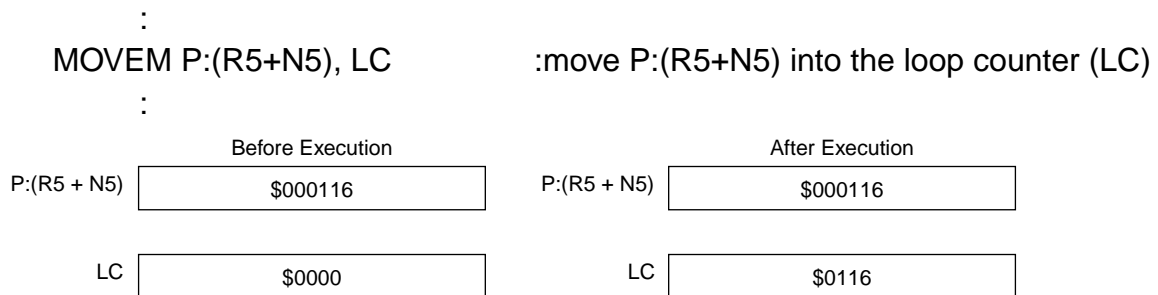 :
MOVEM P:(R5+N5), LC :move P:(R5+N5) into the loop counter (LC)
:
Before Execution After Execution
P:(R5 + N5) $000116 P:(R5 + N5) $000116
LC $0000 LC $0116